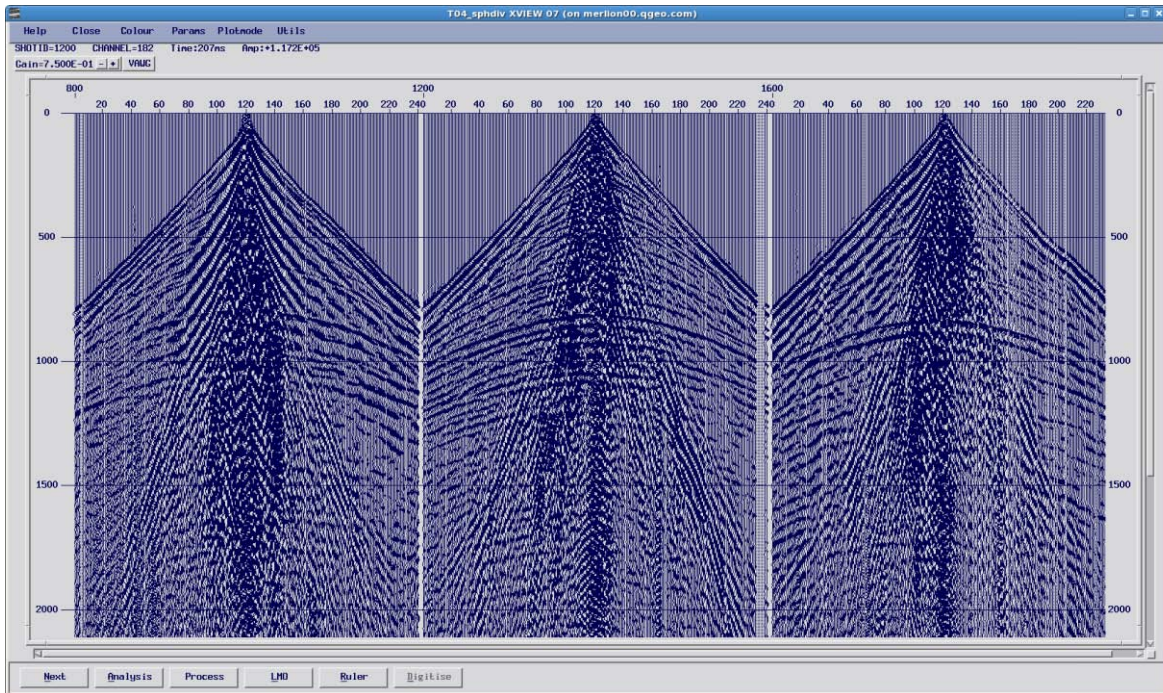 T04_sphdiv XVIEW 07 (on merlion00.qgeo.com)
Help Close Colour Params Plotmode Utils
SHOTID=1200 CHANNEL=182 Time:207ms Amp:+1.172E+05
Gain=7.500E-01 - + VAWG
800 1200 1600
20 40 60 80 100 120 140 160 180 200 220 240 20 40 60 80 100 120 140 160 180 200 220 240 20 40 60 80 100 120 140 160 180 200 220
0 0
500 500
1000 1000
1500 1500
2000 2000
Next Analysis Process LMO Ruler Digitise